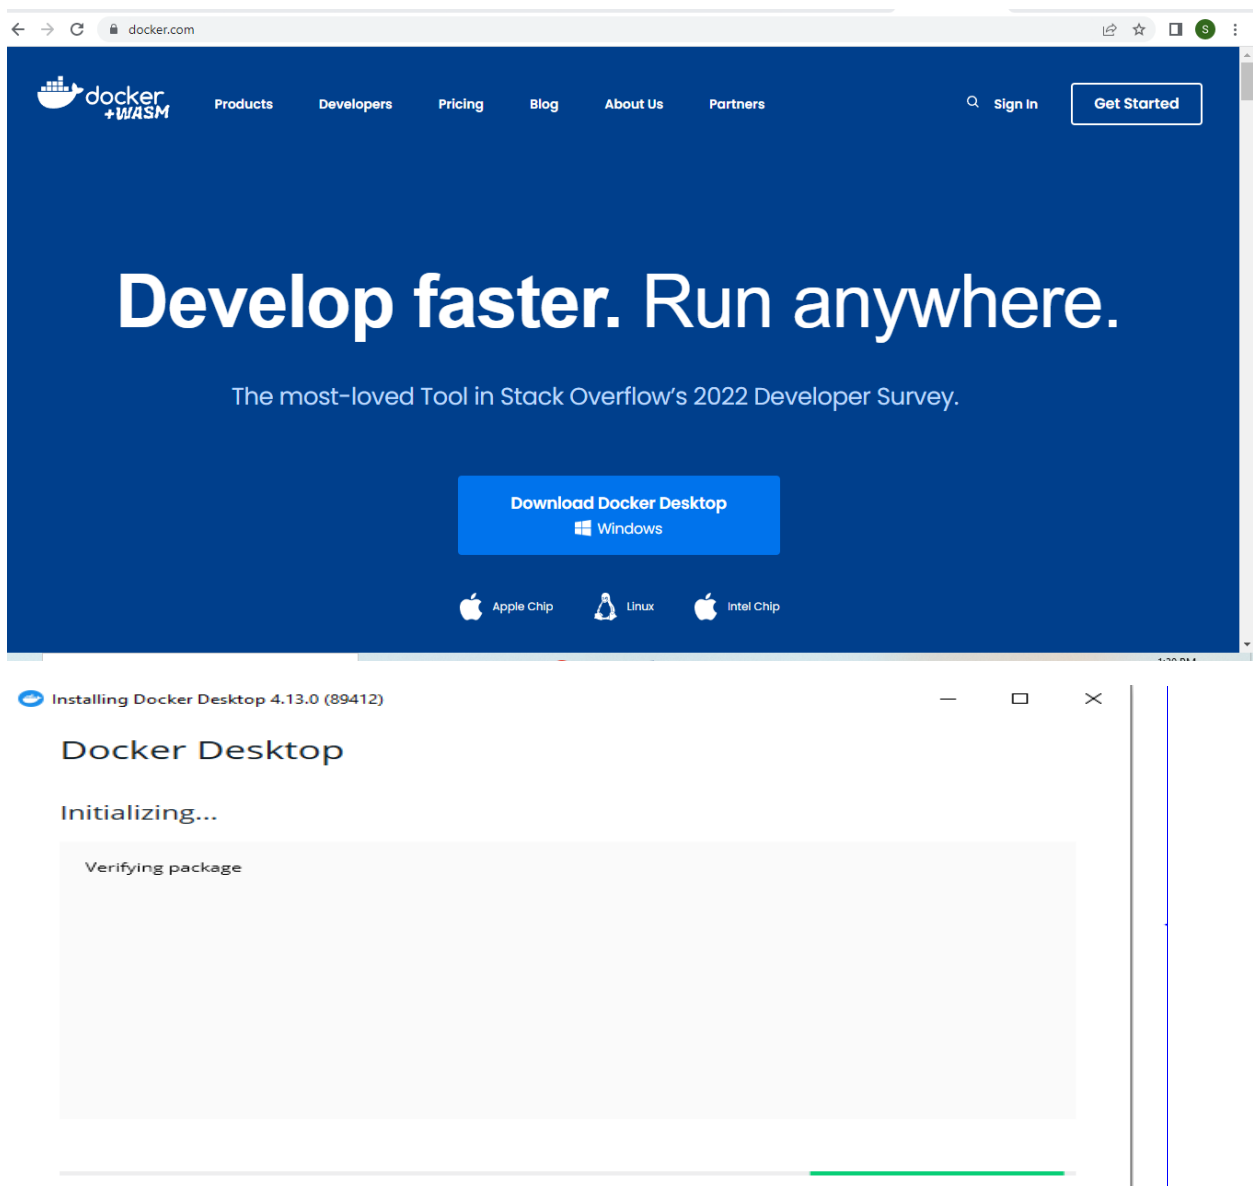 docker.com
S
docker
+WASM
Products Developers Pricing Blog About Us Partners Sign In Get Started
Develop faster. Run anywhere.
The most-loved Tool in Stack Overflow's 2022 Developer Survey.
Download Docker Desktop
Windows
Apple Chip Linux Intel Chip
Installing Docker Desktop 4.13.0 (89412)
Docker Desktop
Initializing...
Verifying package